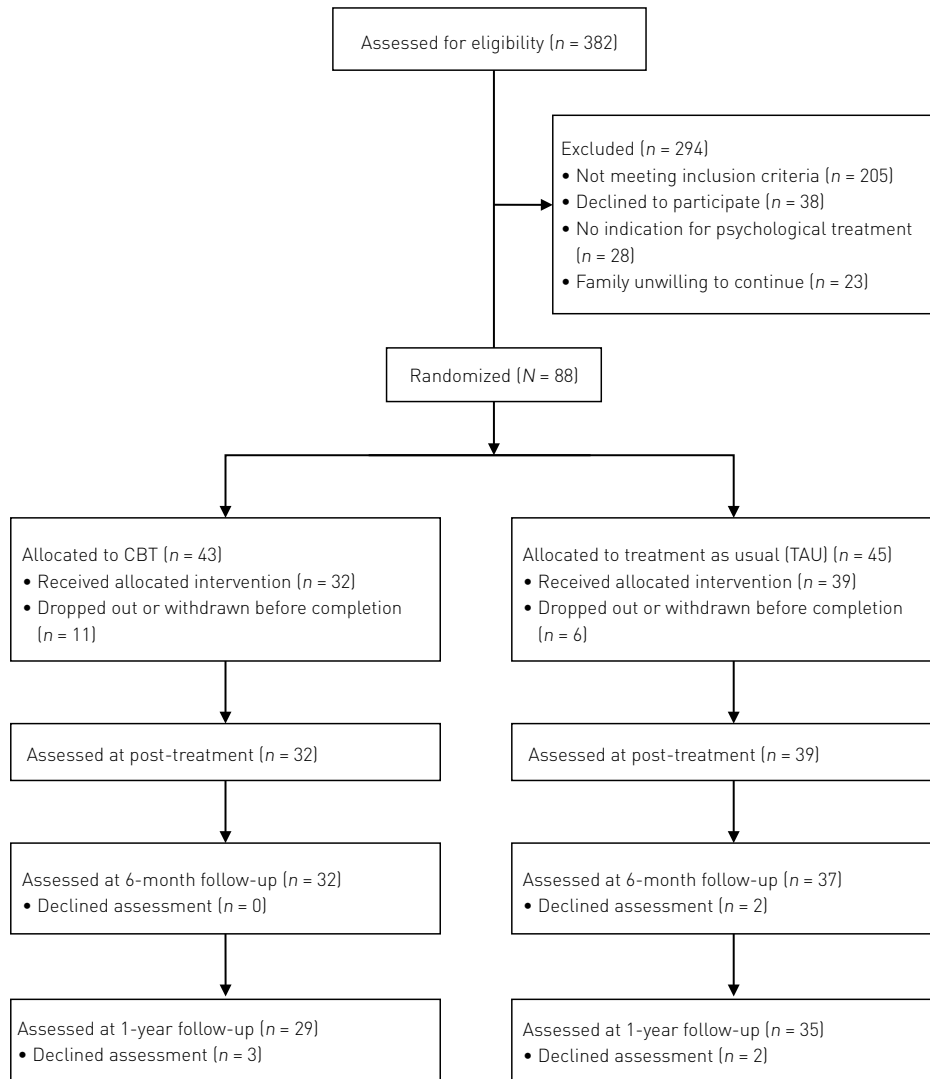 Assessed for eligibility (n = 382)
Excluded (n = 294)
• Not meeting inclusion criteria (n = 205)
• Declined to participate (n = 38)
• No indication for psychological treatment
(n = 28)
• Family unwilling to continue (n = 23)
Randomized (N = 88)
Allocated to CBT (n = 43)
• Received allocated intervention (n = 32)
• Dropped out or withdrawn before completion
(n = 11)
Allocated to treatment as usual (TAU) (n = 45)
• Received allocated intervention (n = 39)
• Dropped out or withdrawn before completion
(n = 6)
Assessed at post-treatment (n = 32)
Assessed at post-treatment (n = 39)
Assessed at 6-month follow-up (n = 32)
• Declined assessment (n = 0)
Assessed at 6-month follow-up (n = 37)
• Declined assessment (n = 2)
Assessed at 1-year follow-up (n = 29)
• Declined assessment (n = 3)
Assessed at 1-year follow-up (n = 35)
• Declined assessment (n = 2)